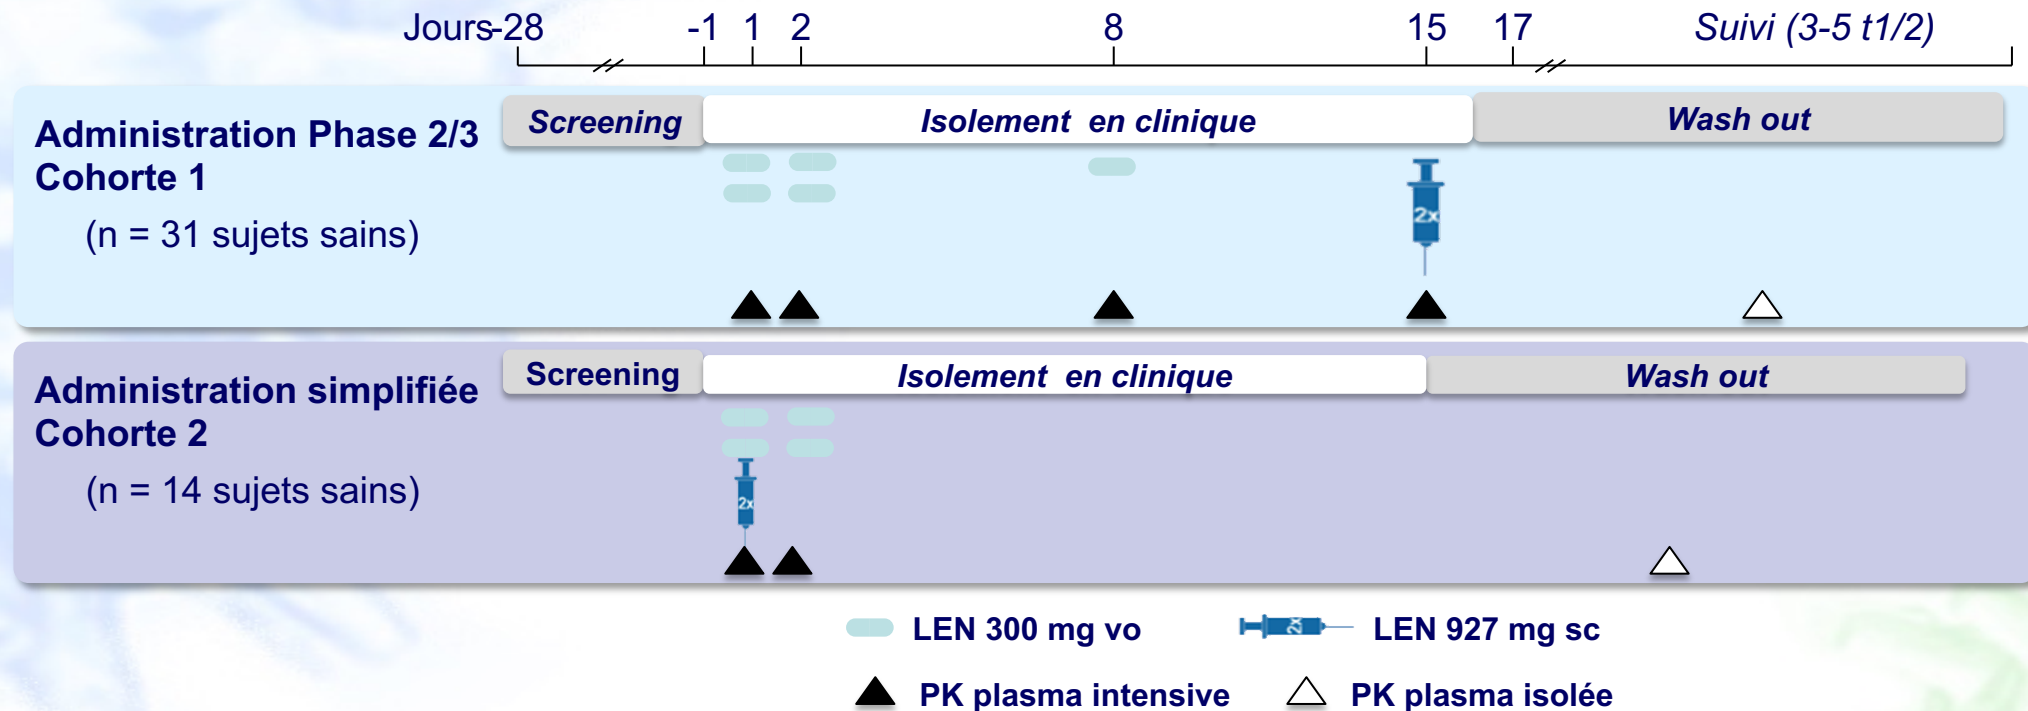 Jours-28 -1 1 2 8 15 17 Suivi (3-5 t1/2)
Administration Phase 2/3
Cohorte 1
(n = 31 sujets sains)
Screening Isolement en clinique Wash out
2x
Administration simplifiée
Cohorte 2
(n = 14 sujets sains)
Screening Isolement en clinique Wash out
2x
LEN 300 mg vo 2x LEN 927 mg sc
PK plasma intensive PK plasma isolée